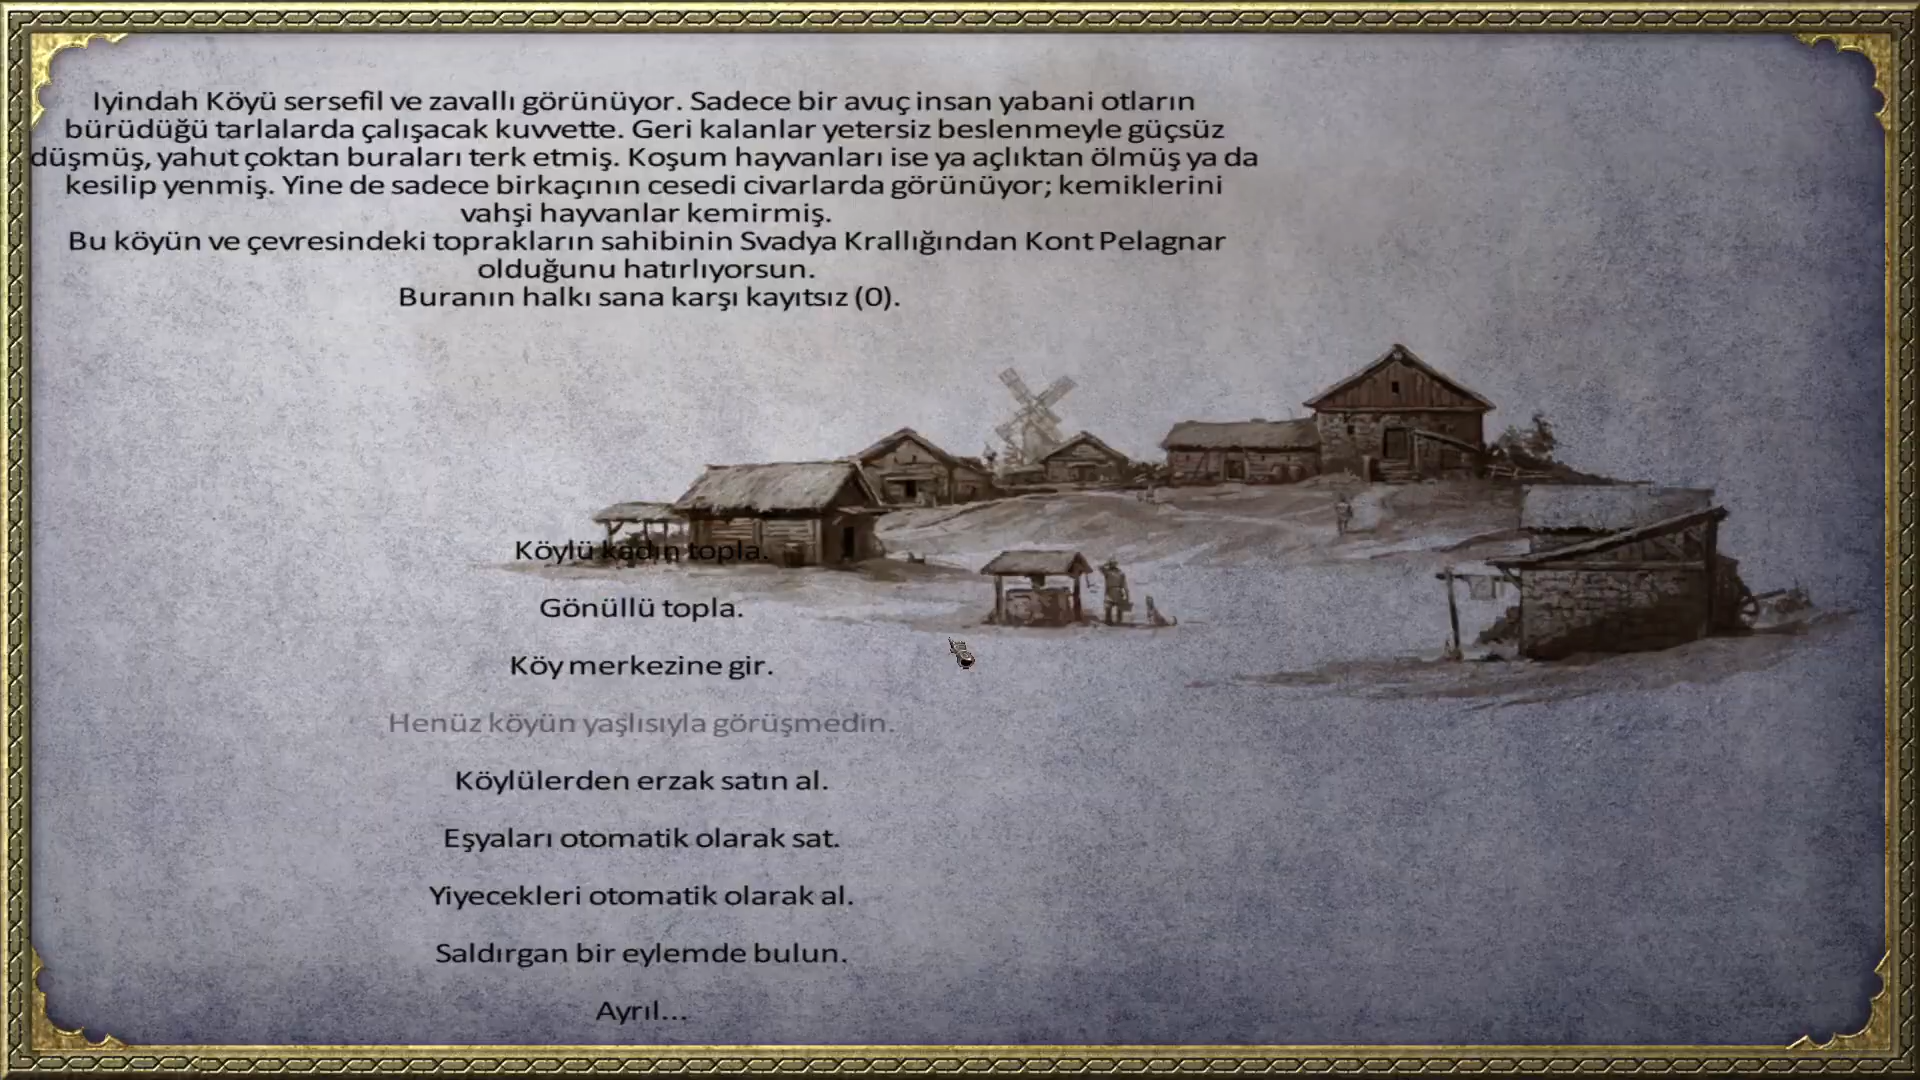 Iyindah Köyü sersefil ve zavallı görünüyor. Sadece bir avuç insan yabani otların
bürüdüğü tarlalarda çalışacak kuvvette. Geri kalanlar yetersiz beslenmeyle güçsüz
düşmüş, yahut çoktan buraları terk etmiş. Koşum hayvanları ise ya açlıktan ölmüş ya da
kesilip yenmiş. Yine de sadece birkaçının cesedi civarlarda görünüyor; kemiklerini
vahşi hayvanlar kemirmiş.
Bu köyün ve çevresindeki toprakların sahibinin Svadya Krallığından Kont Pelagnar
olduğunu hatırlıyorsun.
Buranın halkı sana karşı kayıtsız (0).
Köylü kadın topla.
Gönüllü topla.
Köy merkezine gir.
Henüz köyün yaşlısıyla görüşmedin.
Köylülerden erzak satın al.
Eşyaları otomatik olarak sat.
Yiyecekleri otomatik olarak al.
Saldırgan bir eylemde bulun.
Ayrıl...